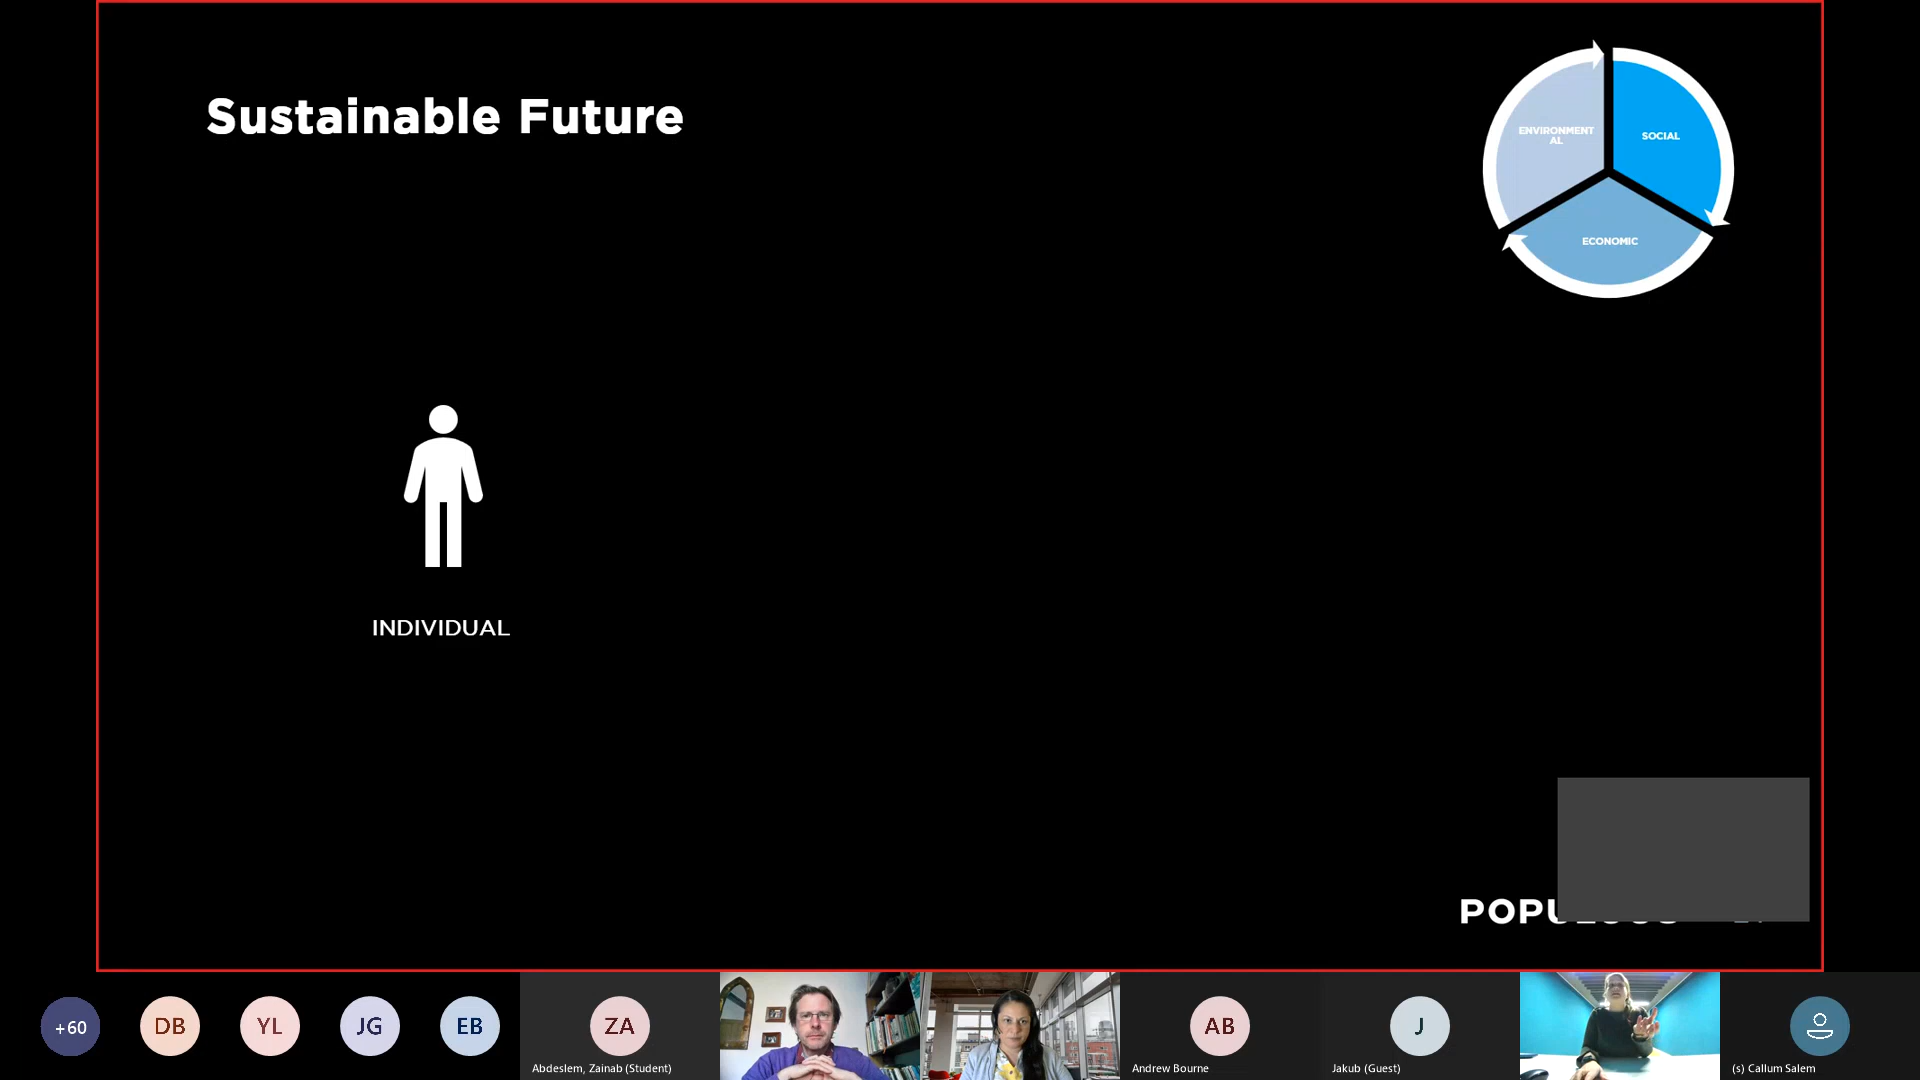 Sustainable Future
ENVIRONMENT
AL
SOCIAL
ECONOMIC
INDIVIDUAL
+60
DB
YL
JG
EB
ZA
Abdeslem, Zainab (Student)
AB
Andrew Bourne
J
Jakub (Guest)
(s) Callum Salem